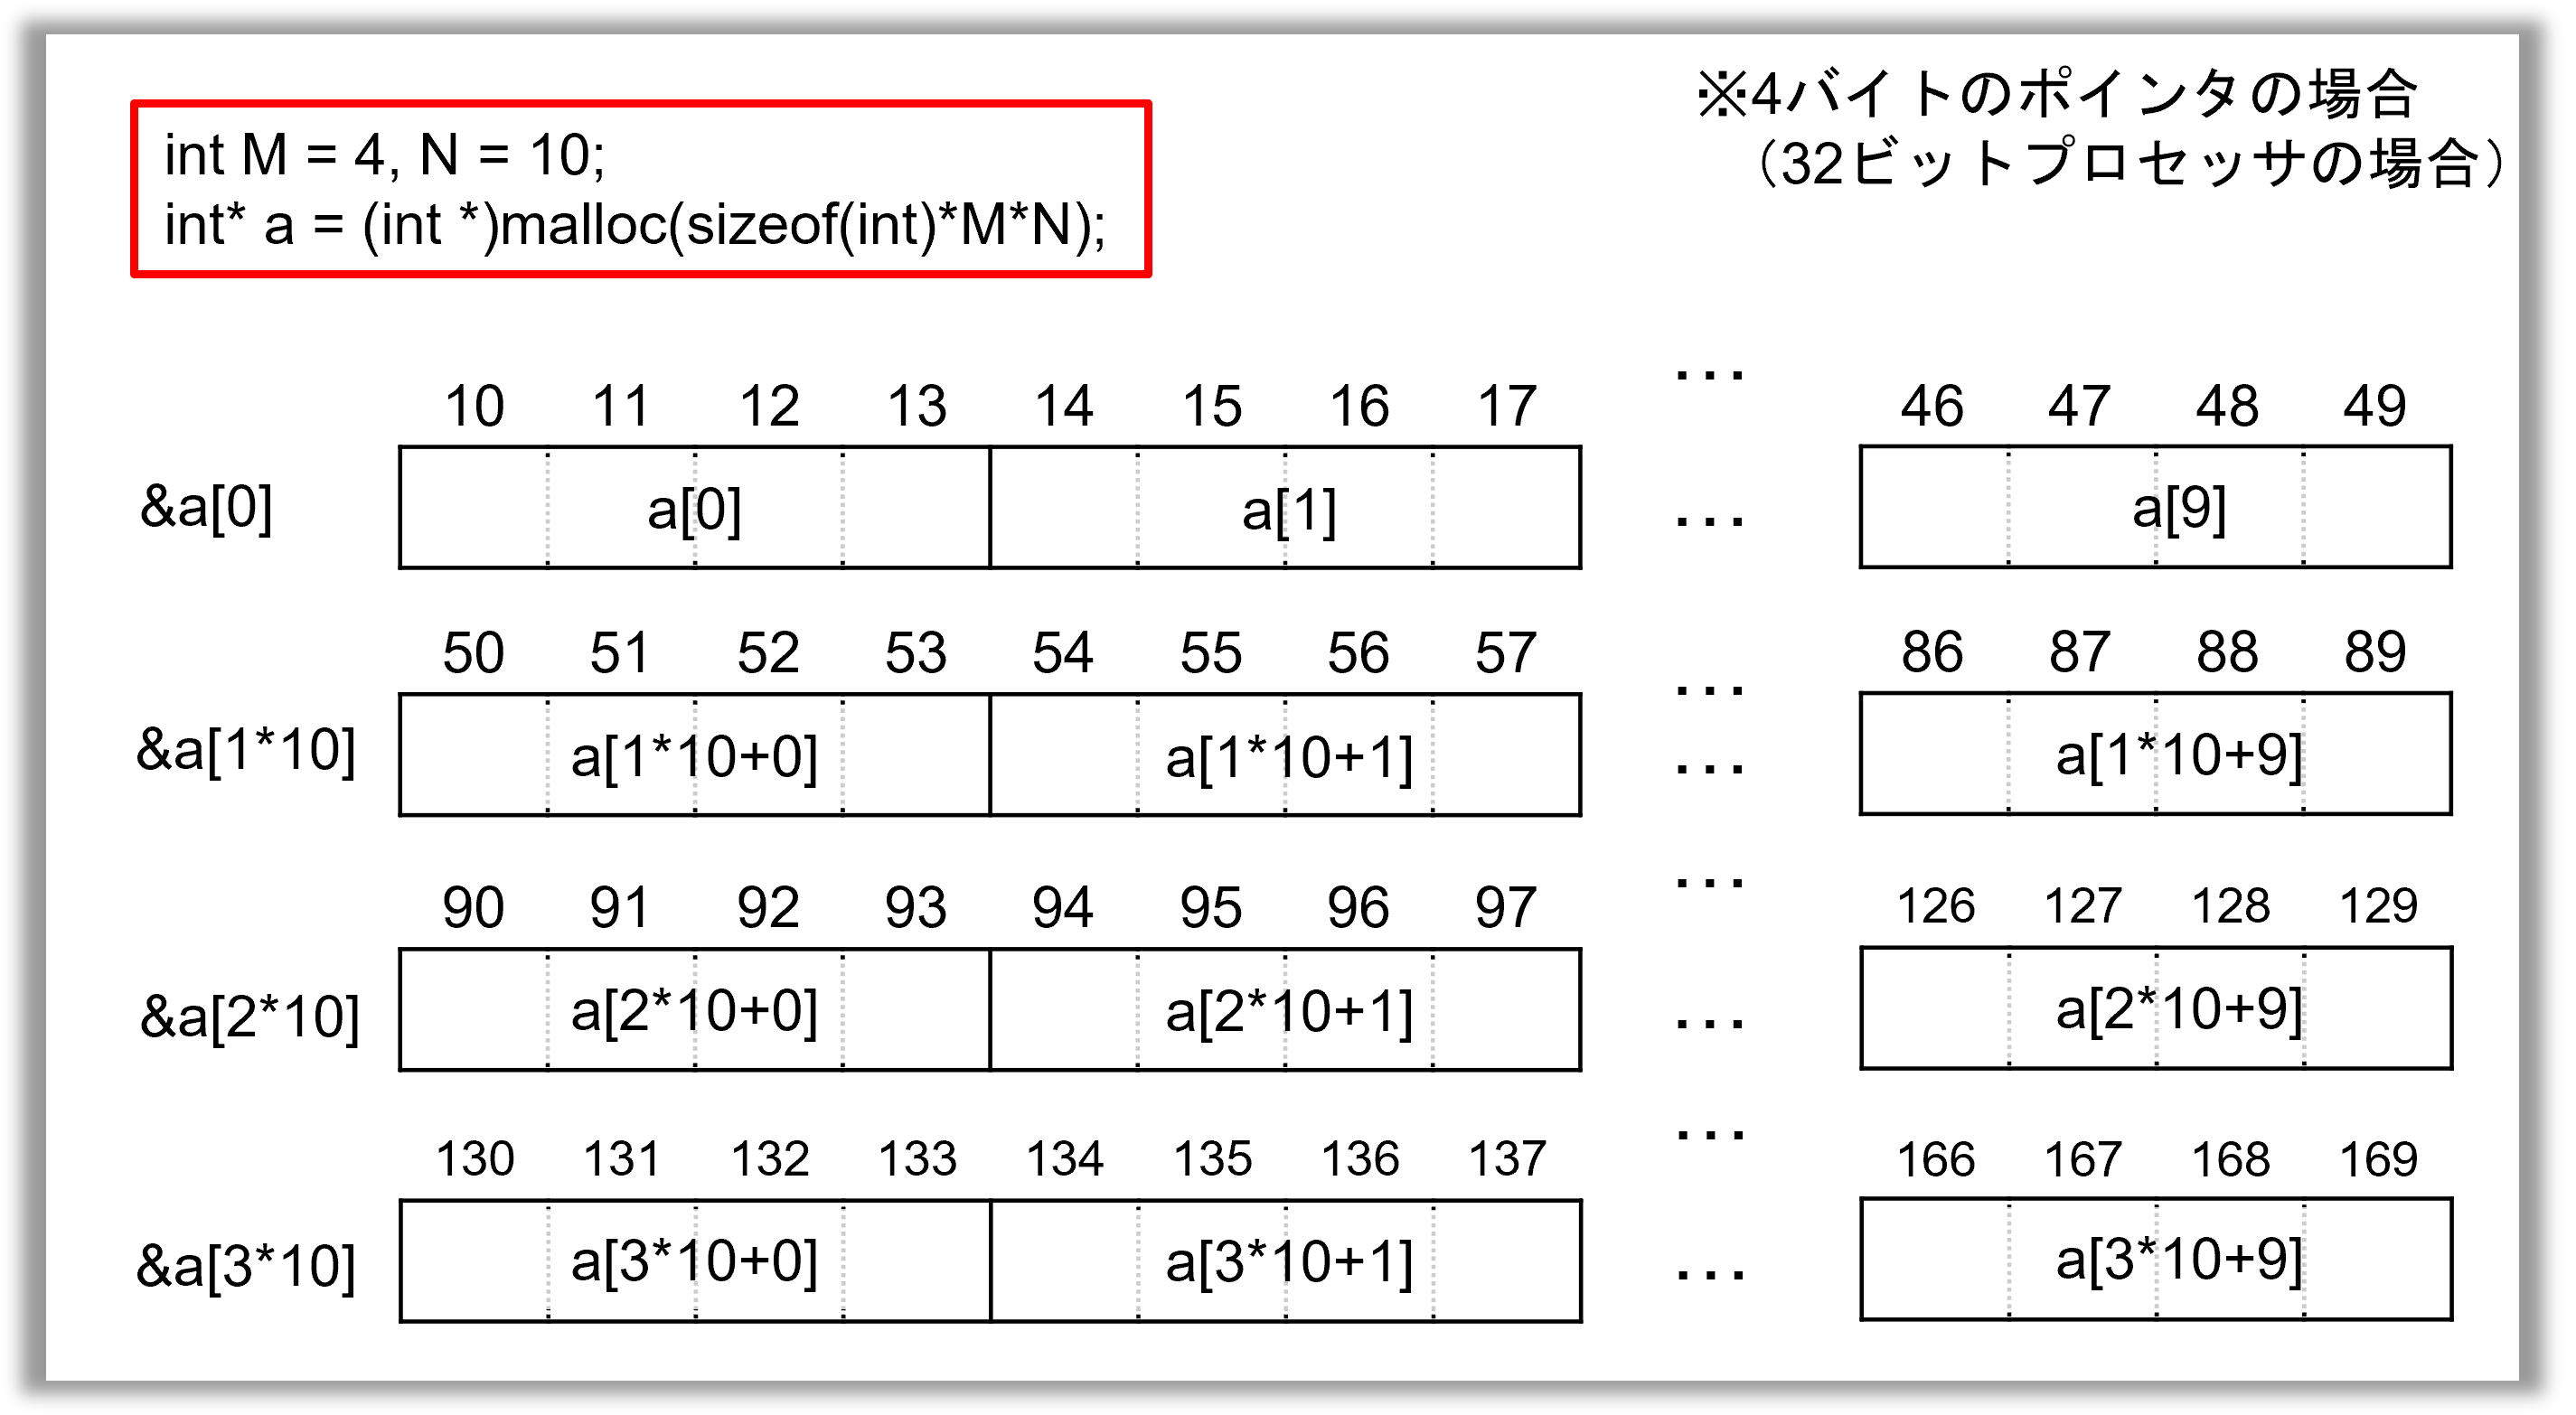 ※4バイトのポインタの場合
（32ビットプロセッサの場合）
int M = 4, N = 10;
int* a = (int *)malloc(sizeof(int)*M*N);
10 11 12 13 14 15 16 17 … 46 47 48 49
&a[0] a[0] a[1] … a[9]
50 51 52 53 54 55 56 57 … 86 87 88 89
&a[1*10] a[1*10+0] a[1*10+1] … a[1*10+9]
90 91 92 93 94 95 96 97 … 126 127 128 129
&a[2*10] a[2*10+0] a[2*10+1] … a[2*10+9]
130 131 132 133 134 135 136 137 … 166 167 168 169
&a[3*10] a[3*10+0] a[3*10+1] … a[3*10+9]